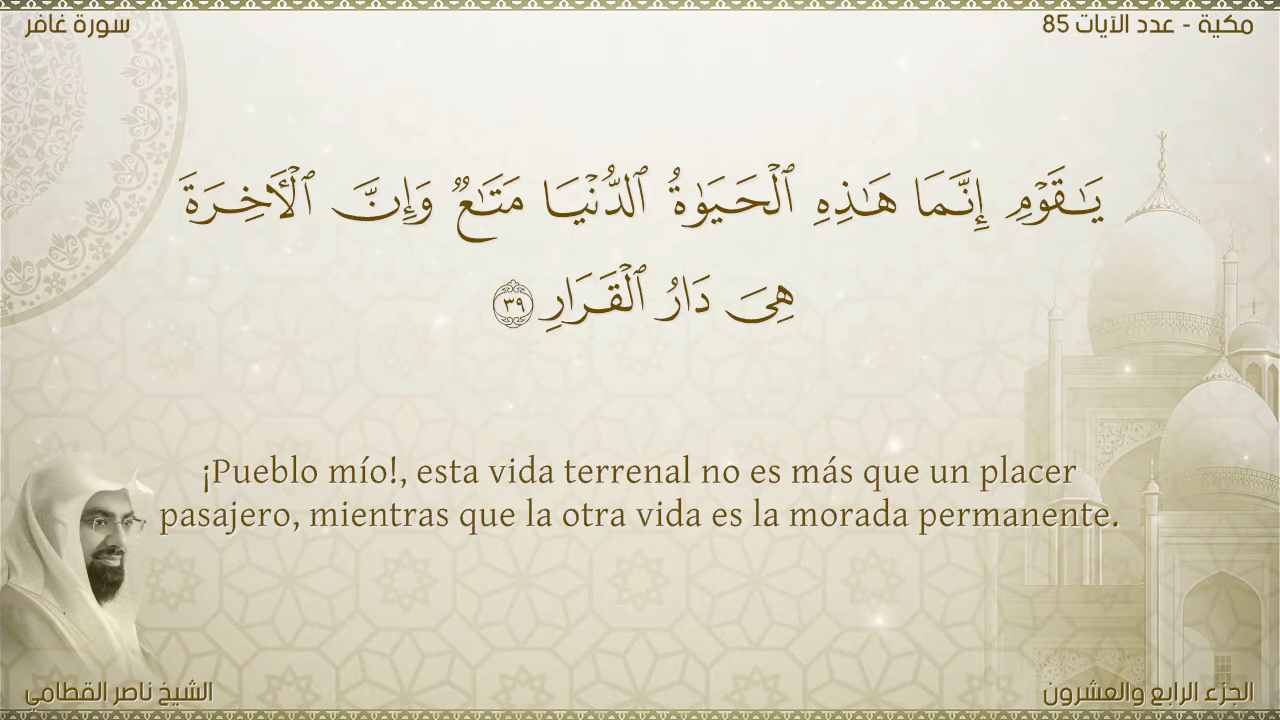 سورة غافر
مكية - عدد الآيات 85
يَـٰقَوْمِ إِنَّمَا هَـٰذِهِ ٱلْحَيَوٰةُ ٱلدُّنْيَا مَتَـٰعٌ وَإِنَّ ٱلْـَٔاخِرَةَ
هِىَ دَارُ ٱلْقَرَارِ ٣٩
¡Pueblo mío!, esta vida terrenal no es más que un placer
pasajero, mientras que la otra vida es la morada permanente.
الشيخ ناصر القطامي
الجزء الرابع والعشرون